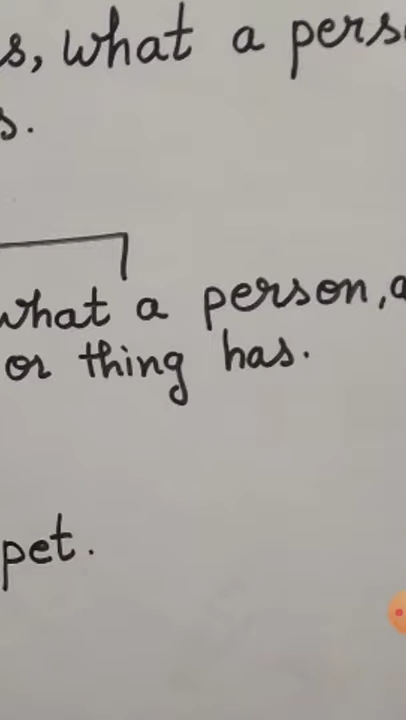 s, what a pers
s.
what a person, a
or thing has.
pet.